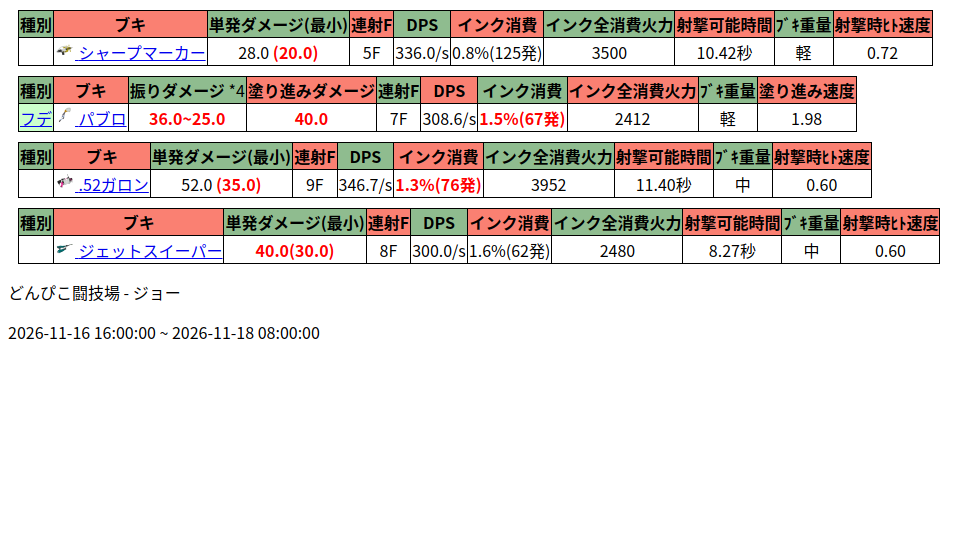 種別 ブキ 単発ダメージ(最小) 連射F DPS インク消費 インク全消費火力 射撃可能時間 ﾌﾞｷ重量 射撃時ﾋﾄ速度
シャープマーカー 28.0 (20.0) 5F 336.0/s 0.8%(125発) 3500 10.42秒 軽 0.72
種別 ブキ 振りダメージ *4 塗り進みダメージ 連射F DPS インク消費 インク全消費火力 ﾌﾞｷ重量 塗り進み速度
フデ パブロ 36.0~25.0 40.0 7F 308.6/s 1.5%(67発) 2412 軽 1.98
種別 ブキ 単発ダメージ(最小) 連射F DPS インク消費 インク全消費火力 射撃可能時間 ﾌﾞｷ重量 射撃時ﾋﾄ速度
.52ガロン 52.0 (35.0) 9F 346.7/s 1.3%(76発) 3952 11.40秒 中 0.60
種別 ブキ 単発ダメージ(最小) 連射F DPS インク消費 インク全消費火力 射撃可能時間 ﾌﾞｷ重量 射撃時ﾋﾄ速度
ジェットスイーパー 40.0(30.0) 8F 300.0/s 1.6%(62発) 2480 8.27秒 中 0.60
どんぴこ闘技場 - ジョー
2026-11-16 16:00:00 ~ 2026-11-18 08:00:00